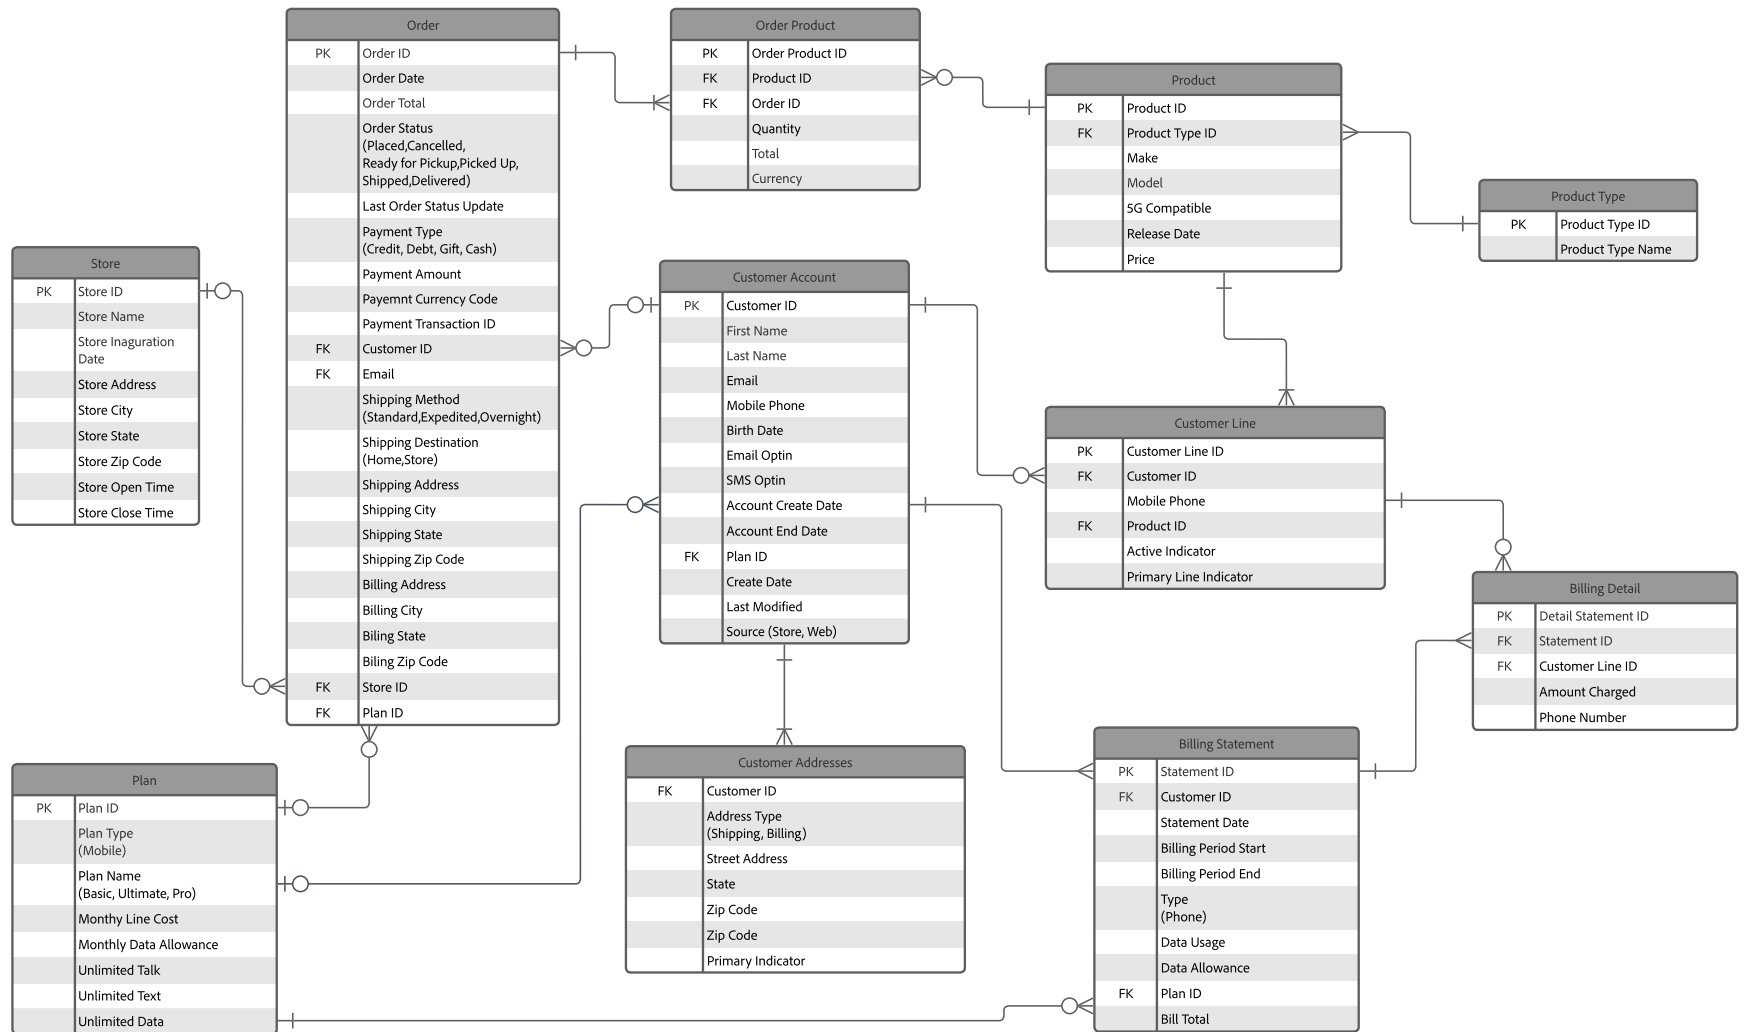 Order
PK Order ID
Order Date
Order Total
Order Status
(Placed,Cancelled,
Ready for Pickup,Picked Up,
Shipped,Delivered)
Last Order Status Update
Payment Type
(Credit, Debt, Gift, Cash)
Payment Amount
Payemnt Currency Code
Payment Transaction ID
FK Customer ID
FK Email
Shipping Method
(Standard,Expedited,Overnight)
Shipping Destination
(Home,Store)
Shipping Address
Shipping City
Shipping State
Shipping Zip Code
Billing Address
Billing City
Biling State
Biling Zip Code
FK Store ID
FK Plan ID
Order Product
PK Order Product ID
FK Product ID
FK Order ID
Quantity
Total
Currency
Product
PK Product ID
FK Product Type ID
Make
Model
5G Compatible
Release Date
Price
Product Type
PK Product Type ID
Product Type Name
Store
PK Store ID
Store Name
Store Inaguration
Date
Store Address
Store City
Store State
Store Zip Code
Store Open Time
Store Close Time
Customer Account
PK Customer ID
First Name
Last Name
Email
Mobile Phone
Birth Date
Email Optin
SMS Optin
Account Create Date
Account End Date
FK Plan ID
Create Date
Last Modified
Source (Store, Web)
Customer Line
PK Customer Line ID
FK Customer ID
Mobile Phone
FK Product ID
Active Indicator
Primary Line Indicator
Billing Detail
PK Detail Statement ID
FK Statement ID
FK Customer Line ID
Amount Charged
Phone Number
Plan
PK Plan ID
Plan Type
(Mobile)
Plan Name
(Basic, Ultimate, Pro)
Monthy Line Cost
Monthly Data Allowance
Unlimited Talk
Unlimited Text
Unlimited Data
Customer Addresses
FK Customer ID
Address Type
(Shipping, Billing)
Street Address
State
Zip Code
Zip Code
Primary Indicator
Billing Statement
PK Statement ID
FK Customer ID
Statement Date
Billing Period Start
Billing Period End
Type
(Phone)
Data Usage
Data Allowance
FK Plan ID
Bill Total